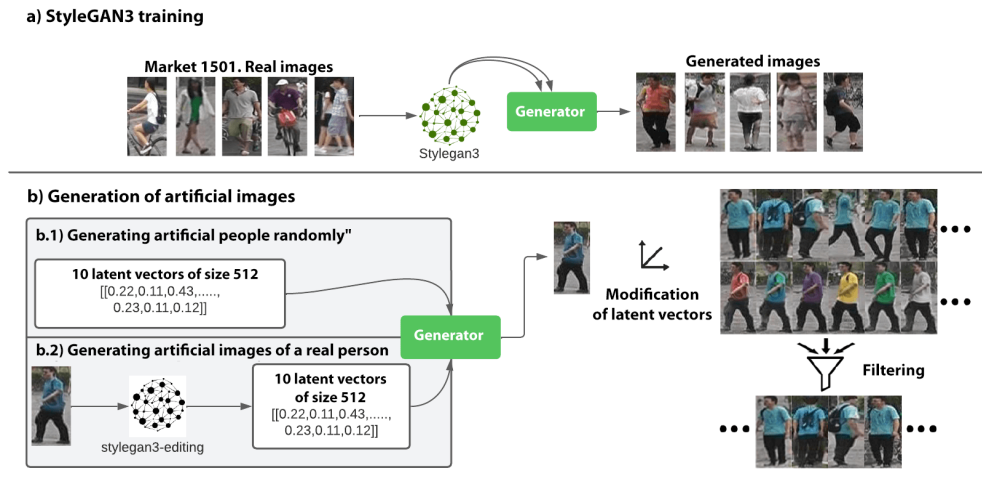 a) StyleGAN3 training
Market 1501. Real images
Generated images
Generator
Stylegan3
b) Generation of artificial images
b.1) Generating artificial people randomly"
10 latent vectors of size 512
[[0.22,0.11,0.43,.....,
0.23,0.11,0.12]]
Generator
b.2) Generating artificial images of a real person
10 latent vectors
of size 512
[[0.22,0.11,0.43,.....,
0.23,0.11,0.12]]
stylegan3-editing
Modification
of latent vectors
Filtering